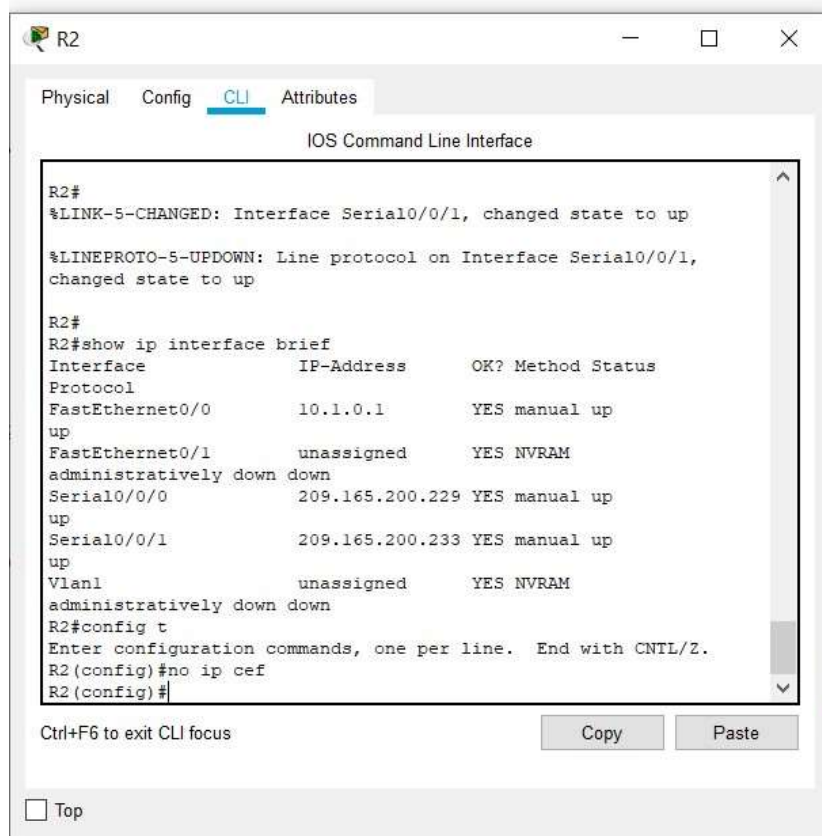 R2
Physical Config CLI Attributes
IOS Command Line Interface
R2#
%LINK-5-CHANGED: Interface Serial0/0/1, changed state to up
%LINEPROTO-5-UPDOWN: Line protocol on Interface Serial0/0/1,
changed state to up
R2#
R2#show ip interface brief
Interface IP-Address OK? Method Status
Protocol
FastEthernet0/0 10.1.0.1 YES manual up
up
FastEthernet0/1 unassigned YES NVRAM
administratively down down
Serial0/0/0 209.165.200.229 YES manual up
up
Serial0/0/1 209.165.200.233 YES manual up
up
Vlan1 unassigned YES NVRAM
administratively down down
R2#config t
Enter configuration commands, one per line. End with CNTL/Z.
R2(config)#no ip cef
R2(config)#
Ctrl+F6 to exit CLI focus
Copy Paste
Top